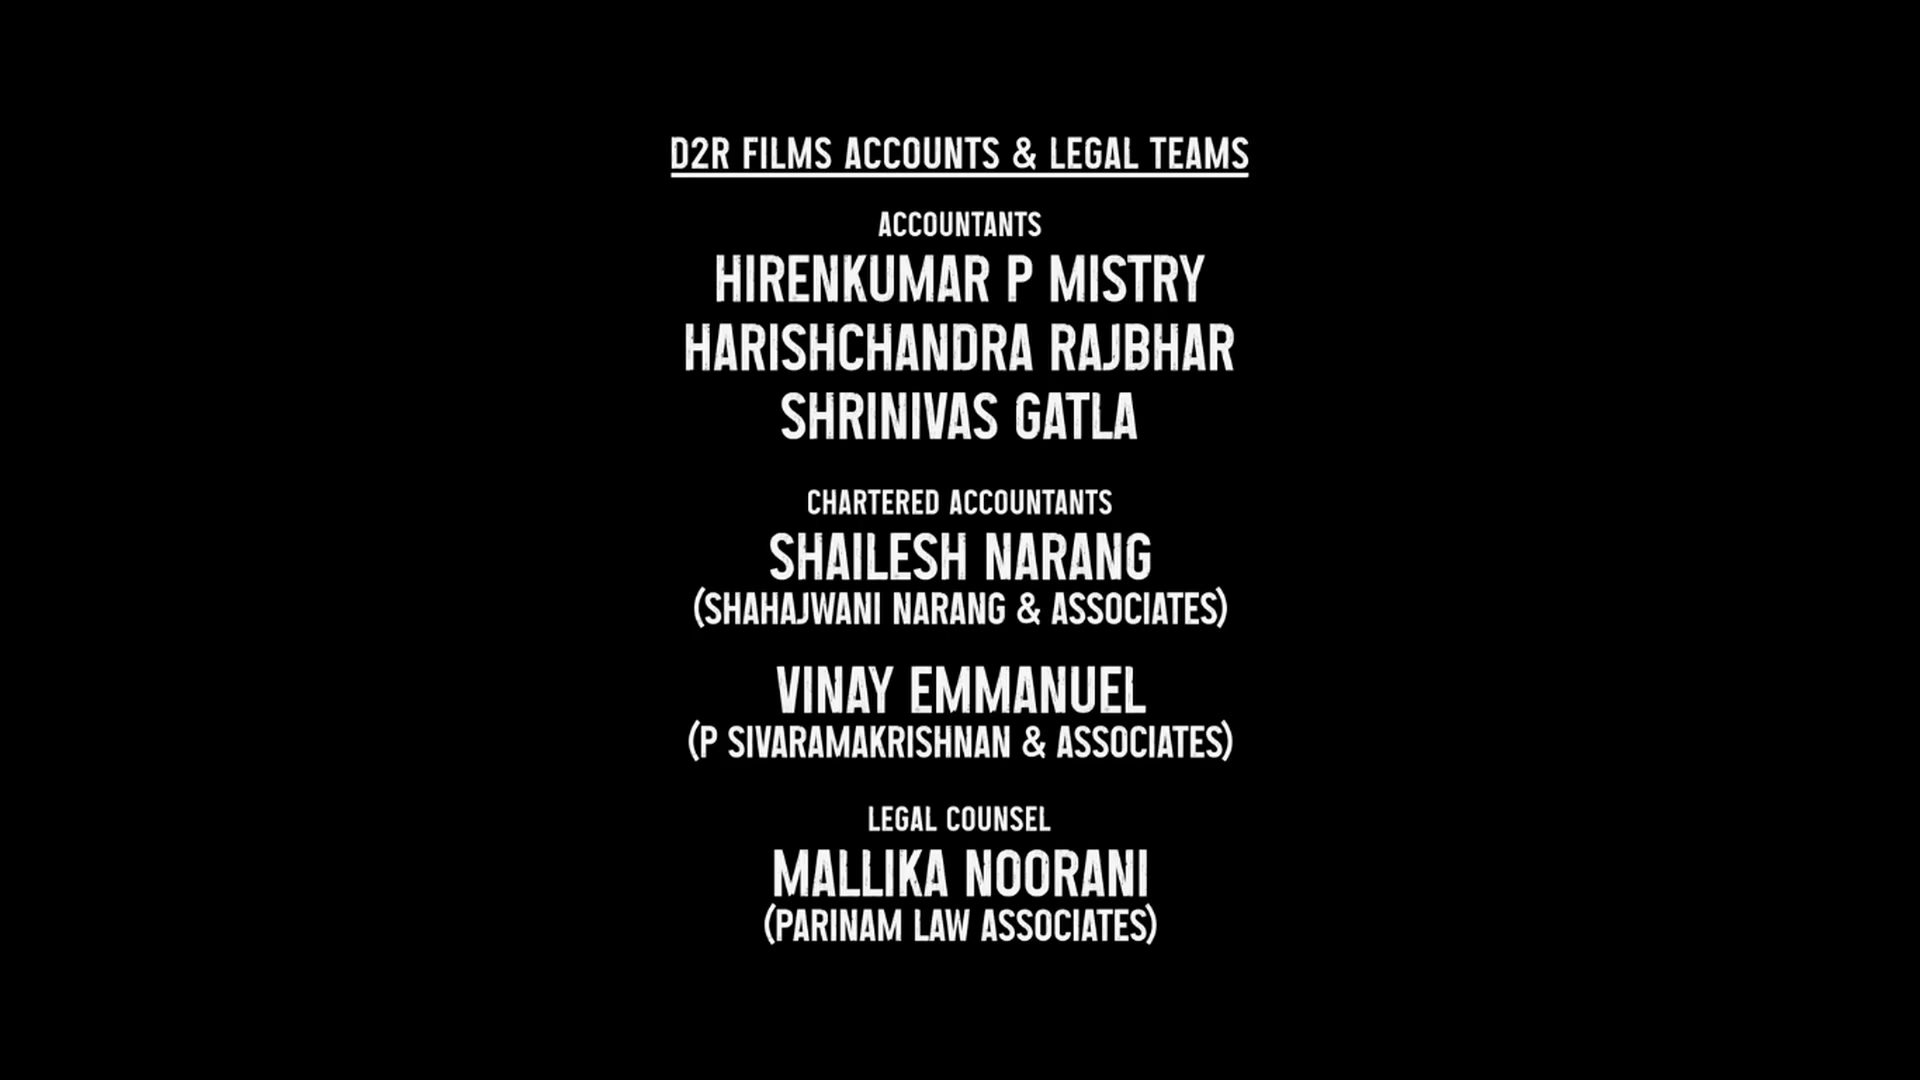 D2R FILMS ACCOUNTS & LEGAL TEAMS
ACCOUNTANTS
HIRENKUMAR P MISTRY
HARISHCHANDRA RAJBHAR
SHRINIVAS GATLA
CHARTERED ACCOUNTANTS
SHAILESH NARANG
(SHAHAJWANI NARANG & ASSOCIATES)
VINAY EMMANUEL
(P SIVARAMAKRISHNAN & ASSOCIATES)
LEGAL COUNSEL
MALLIKA NOORANI
(PARINAM LAW ASSOCIATES)